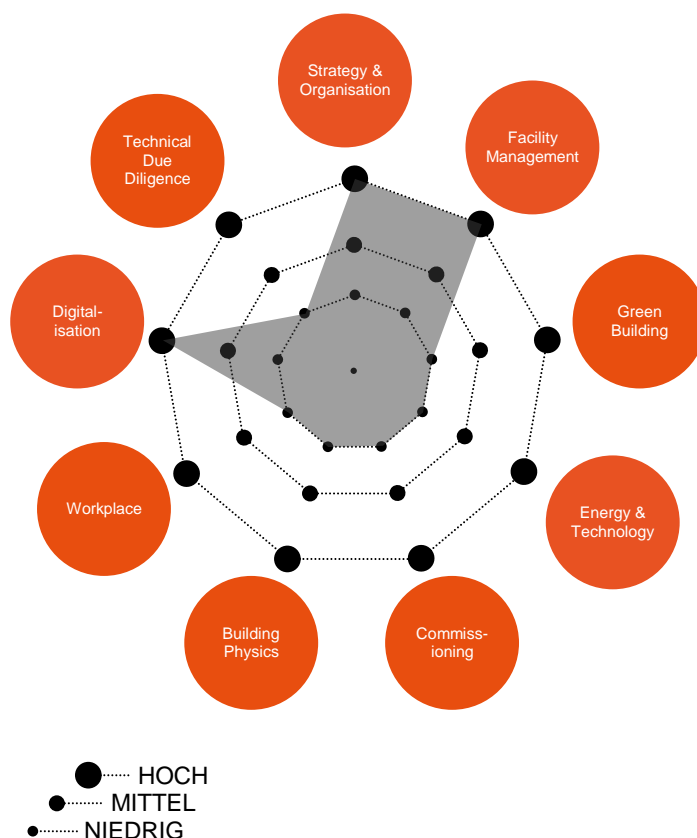 Strategy &
Organisation
Facility
Management
Technical
Due
Diligence
Digital-
isation
Green
Building
Workplace
Energy &
Technology
Building
Physics
Commiss-
ioning
HOCH
MITTEL
NIEDRIG